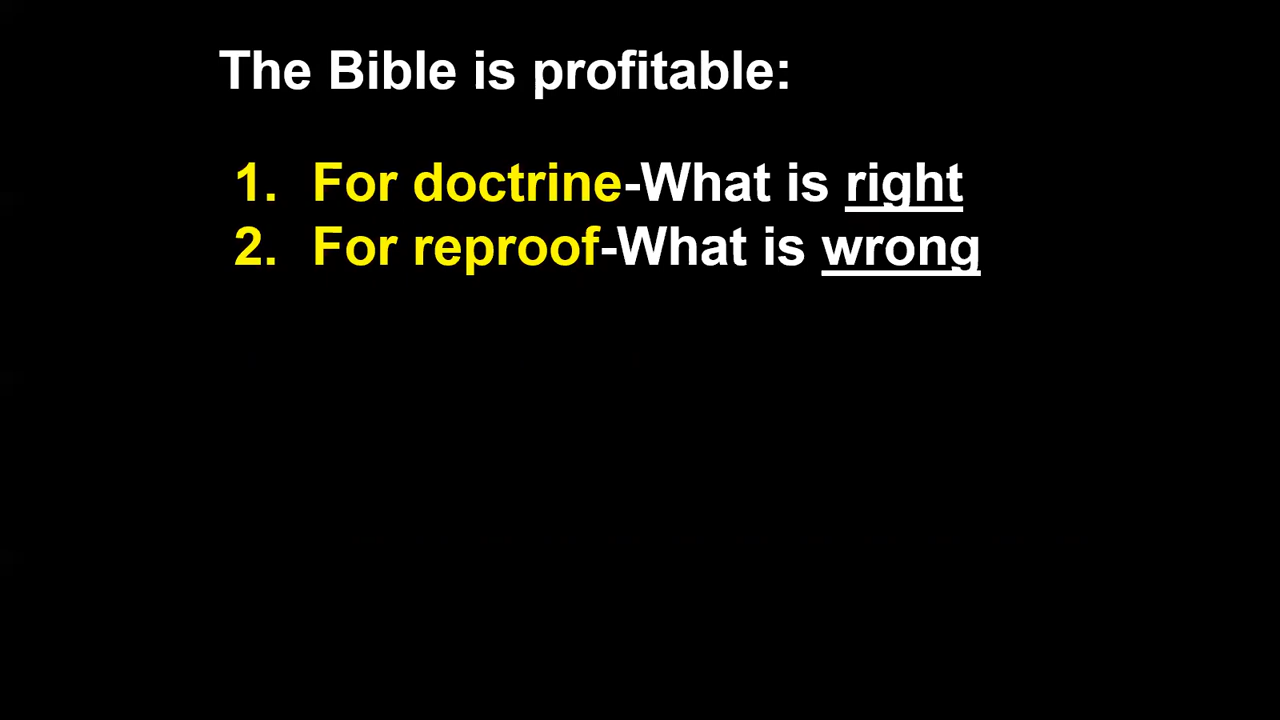 The Bible is profitable:
1. For doctrine-What is right
2. For reproof-What is wrong